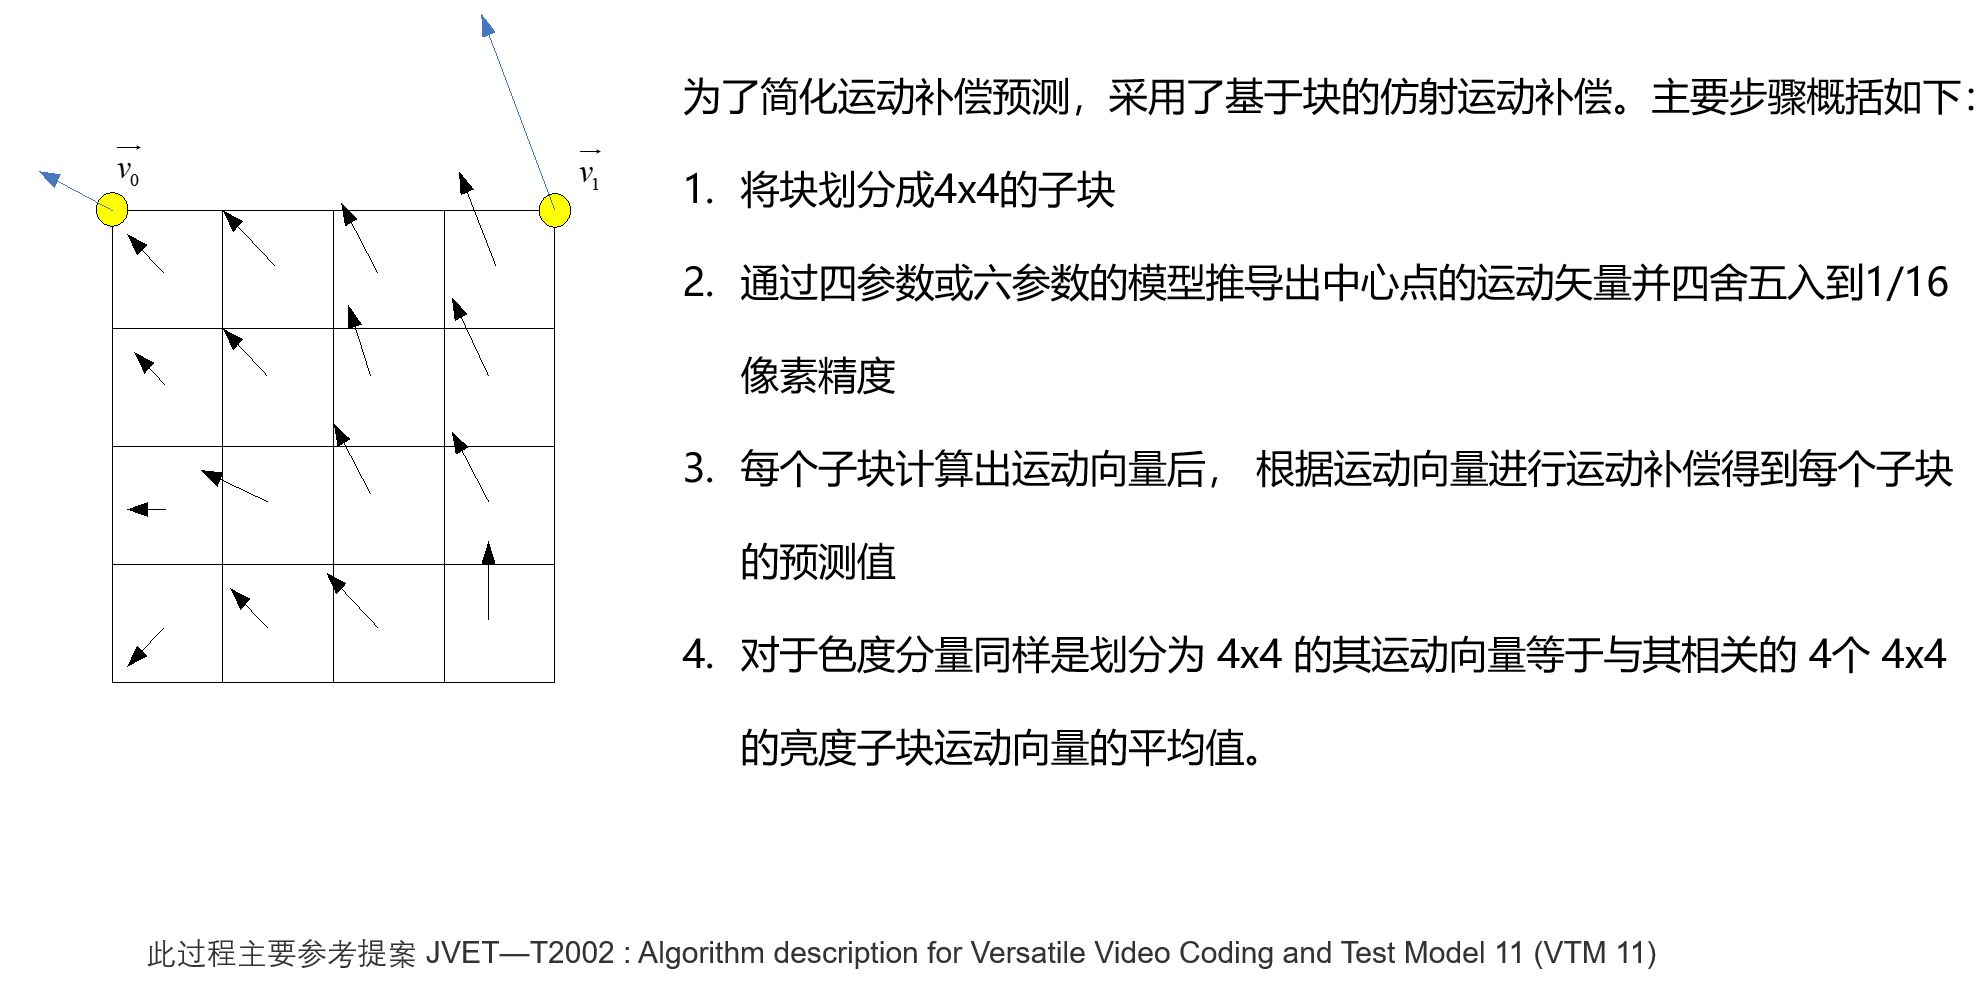 v0
v1
为了简化运动补偿预测，采用了基于块的仿射运动补偿。主要步骤概括如下：
1. 将块划分成4x4的子块
2. 通过四参数或六参数的模型推导出中心点的运动矢量并四舍五入到1/16
像素精度
3. 每个子块计算出运动向量后， 根据运动向量进行运动补偿得到每个子块
的预测值
4. 对于色度分量同样是划分为 4x4 的其运动向量等于与其相关的 4个 4x4
的亮度子块运动向量的平均值。
此过程主要参考提案 JVET—T2002 : Algorithm description for Versatile Video Coding and Test Model 11 (VTM 11)